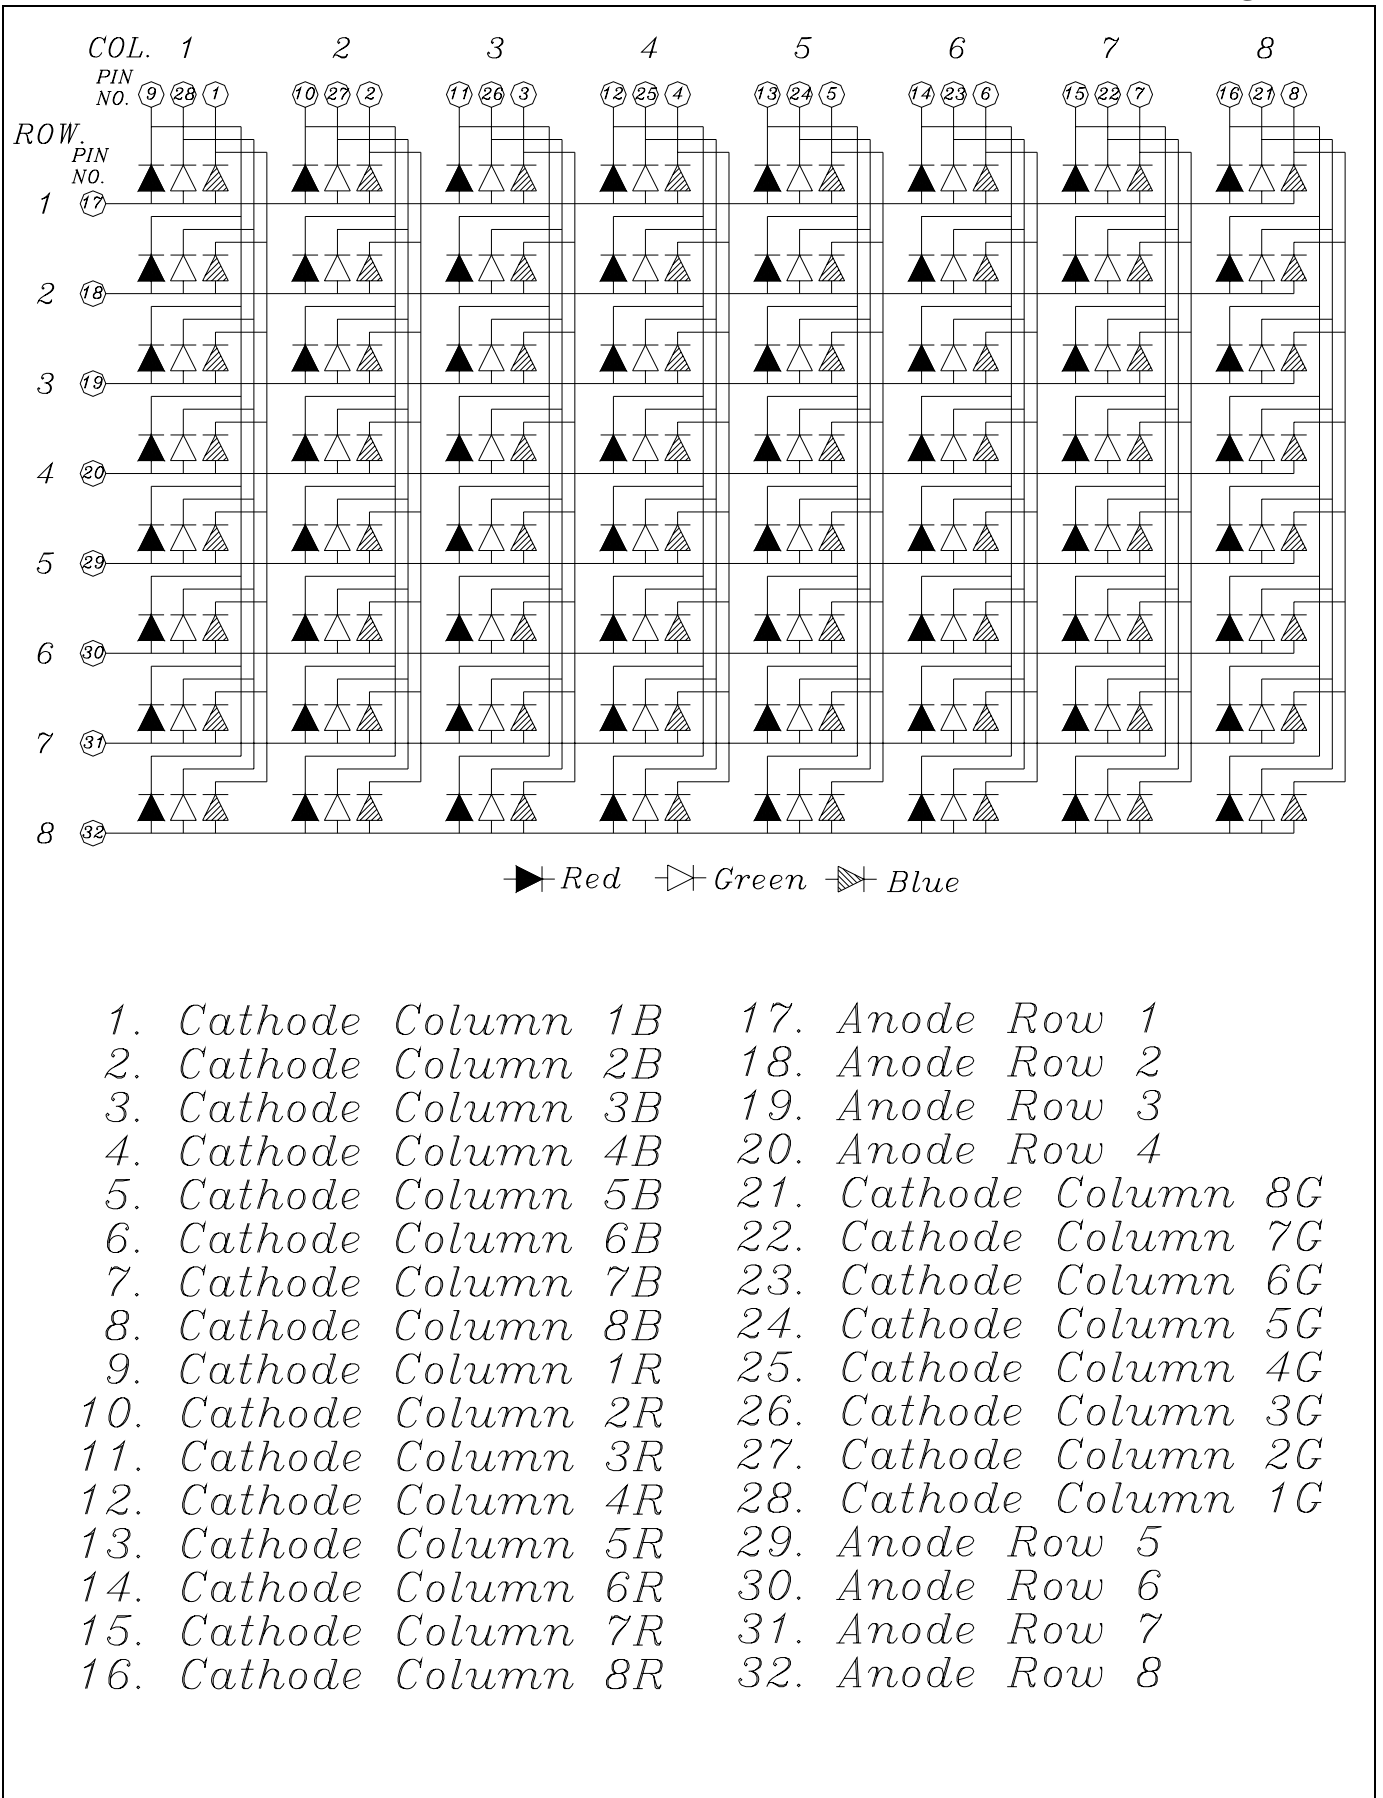 COL. 1 2 3 4 5 6 7 8
PIN
NO. 9 28 1 10 27 2 11 26 3 12 25 4 13 24 5 14 23 6 15 22 7 16 21 8
ROW.
PIN
NO.
1 17
2 18
3 19
4 20
5 29
6 30
7 31
8 32
Red Green Blue
1. Cathode Column 1B
2. Cathode Column 2B
3. Cathode Column 3B
4. Cathode Column 4B
5. Cathode Column 5B
6. Cathode Column 6B
7. Cathode Column 7B
8. Cathode Column 8B
9. Cathode Column 1R
10. Cathode Column 2R
11. Cathode Column 3R
12. Cathode Column 4R
13. Cathode Column 5R
14. Cathode Column 6R
15. Cathode Column 7R
16. Cathode Column 8R
17. Anode Row 1
18. Anode Row 2
19. Anode Row 3
20. Anode Row 4
21. Cathode Column 8G
22. Cathode Column 7G
23. Cathode Column 6G
24. Cathode Column 5G
25. Cathode Column 4G
26. Cathode Column 3G
27. Cathode Column 2G
28. Cathode Column 1G
29. Anode Row 5
30. Anode Row 6
31. Anode Row 7
32. Anode Row 8